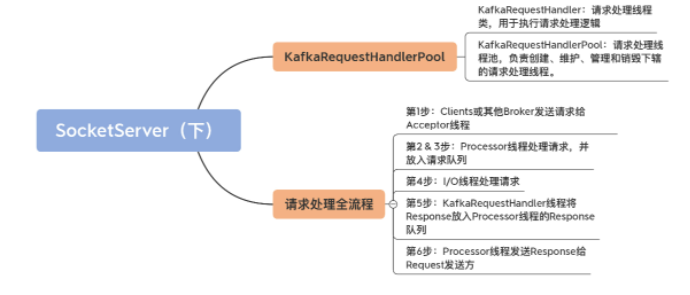 KafkaRequestHandler：请求处理线程
类，用于执行请求处理逻辑
KafkaRequestHandlerPool
KafkaRequestHandlerPool：请求处理线
程池，负责创建、维护、管理和销毁下辖
的请求处理线程。
SocketServer（下）
第1步：Clients或其他Broker发送请求给
Acceptor线程
第2 & 3步：Processor线程处理请求，并
放入请求队列
第4步：I/O线程处理请求
请求处理全流程
第5步：KafkaRequestHandler线程将
Response放入Processor线程的Response
队列
第6步：Processor线程发送Response给
Request发送方